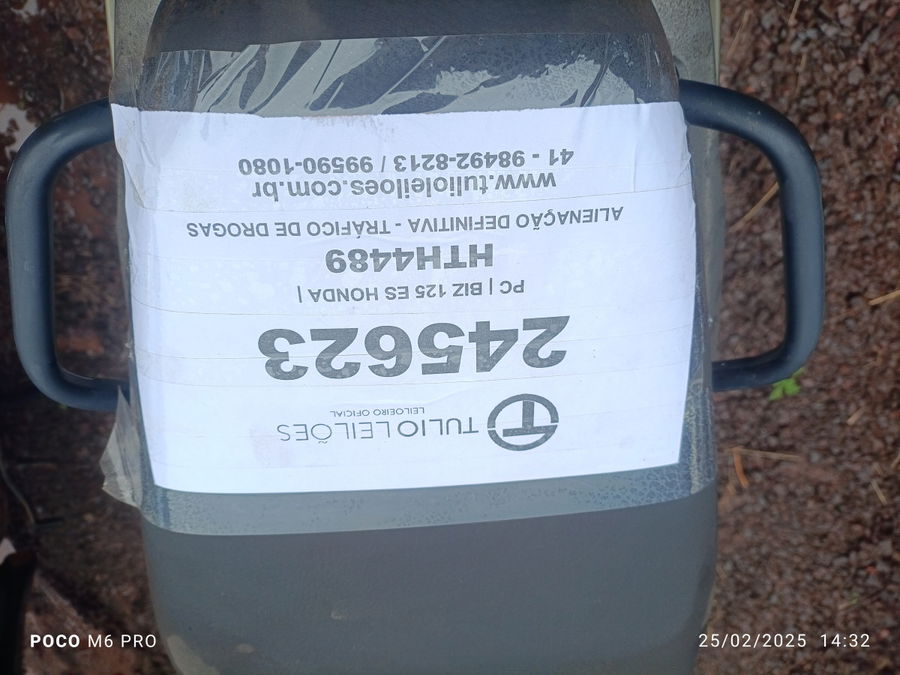 TULIO LEILÕES
LEILOEIRO OFICIAL
245623
PC | BIZ 125 ES HONDA |
HTH4489
ALIENAÇÃO DEFINITIVA - TRÁFICO DE DROGAS
www.tulioleiloes.com.br
41 - 98492-8213 / 99590-1080
POCO M6 PRO
25/02/2025 14:32